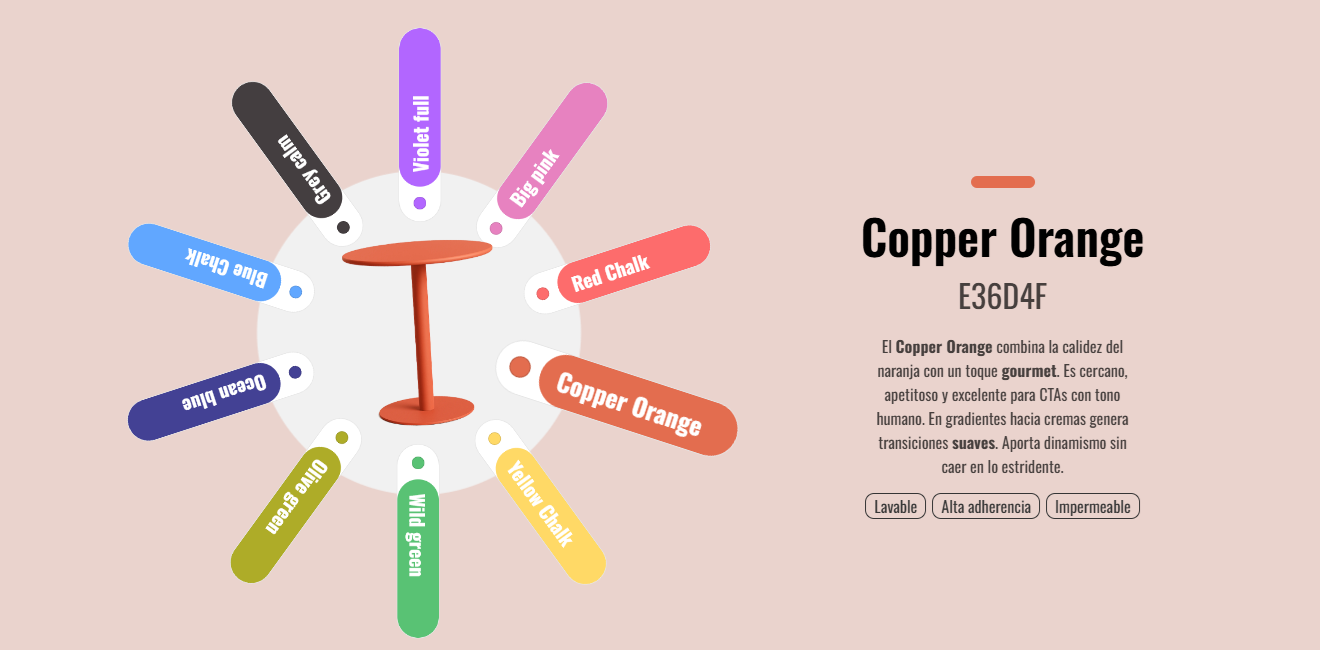 Violet full
Big pink
Grey calm
Red Chalk
Blue Chalk
Copper Orange
Ocean blue
Olive green
Yellow Chalk
Wild green
Copper Orange
E36D4F
El Copper Orange combina la calidez del
naranja con un toque gourmet. Es cercano,
apetitoso y excelente para CTAs con tono
humano. En gradientes hacia cremas genera
transiciones suaves. Aporta dinamismo sin
caer en lo estridente.
Lavable
Alta adherencia
Impermeable